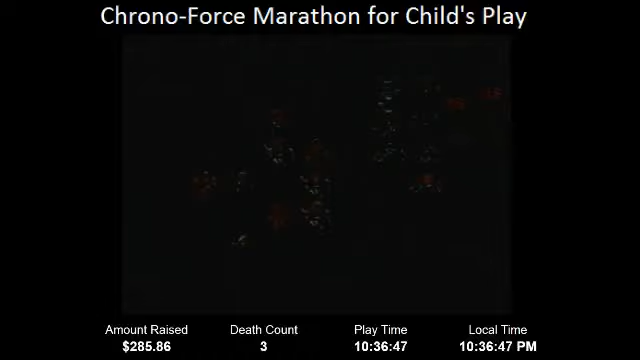 Chrono-Force Marathon for Child's Play
Amount Raised Death Count Play Time Local Time
$285.86 3 10:36:47 10:36:47 PM